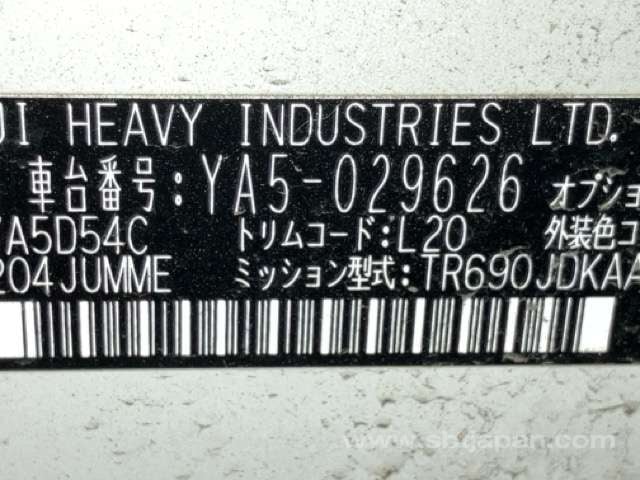 JI HEAVY INDUSTRIES LTD.
車台番号:YA5-029626 オプショ
YA5D54C トリムコード:L20 外装色コ
204JUMME ミッション型式:TR690JDKAA
www.sbtjapan.com